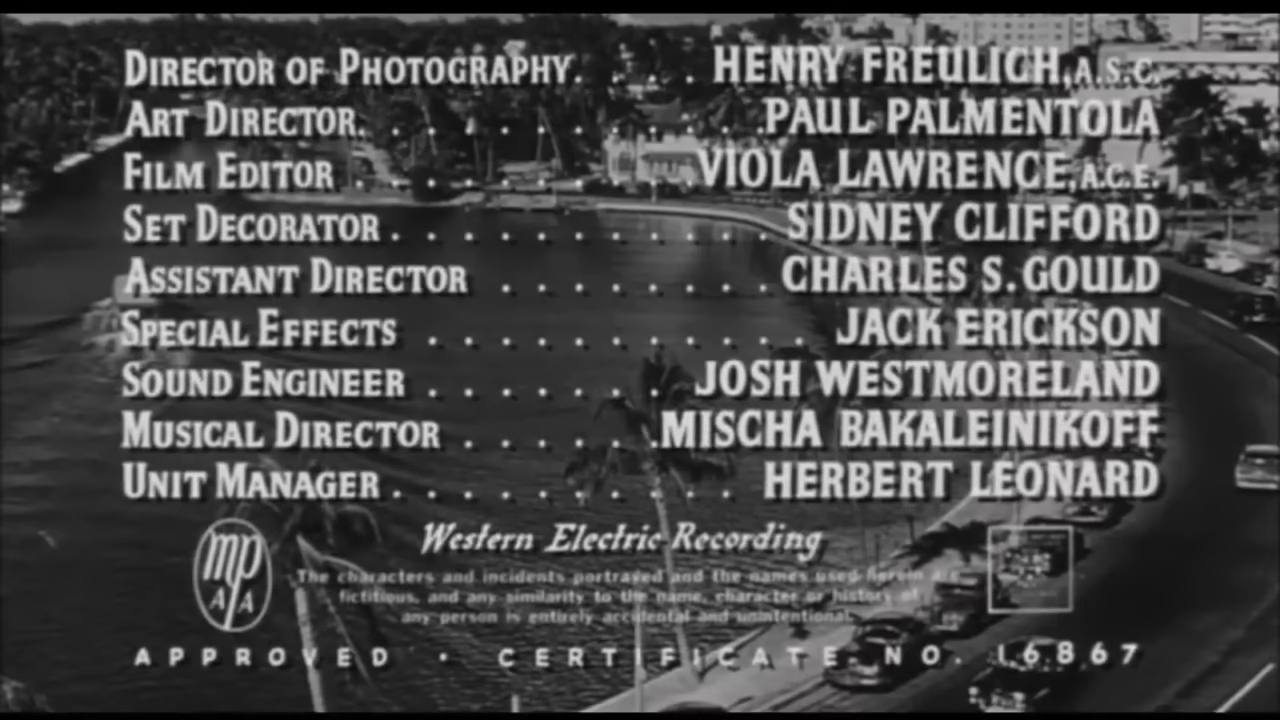 DIRECTOR OF PHOTOGRAPHY. . . . HENRY FREULICH, A.S.C.
ART DIRECTOR. . . . . . . . . . . . PAUL PALMENTOLA
FILM EDITOR . . . . . . . . . . VIOLA LAWRENCE, A.C.E.
SET DECORATOR . . . . . . . . . . . SIDNEY CLIFFORD
ASSISTANT DIRECTOR . . . . . . . . CHARLES S. GOULD
SPECIAL EFFECTS . . . . . . . . . . . JACK ERICKSON
SOUND ENGINEER . . . . . . . JOSH WESTMORELAND
MUSICAL DIRECTOR . . . . . . MISCHA BAKALEINIKOFF
UNIT MANAGER . . . . . . . . . . HERBERT LEONARD
Western Electric Recording
mp
AA
The characters and incidents portrayed and the names used herein are
fictitious, and any similarity to the name, character or history of
any person is entirely accidental and unintentional.
APPROVED · CERTIFICATE NO. 16867